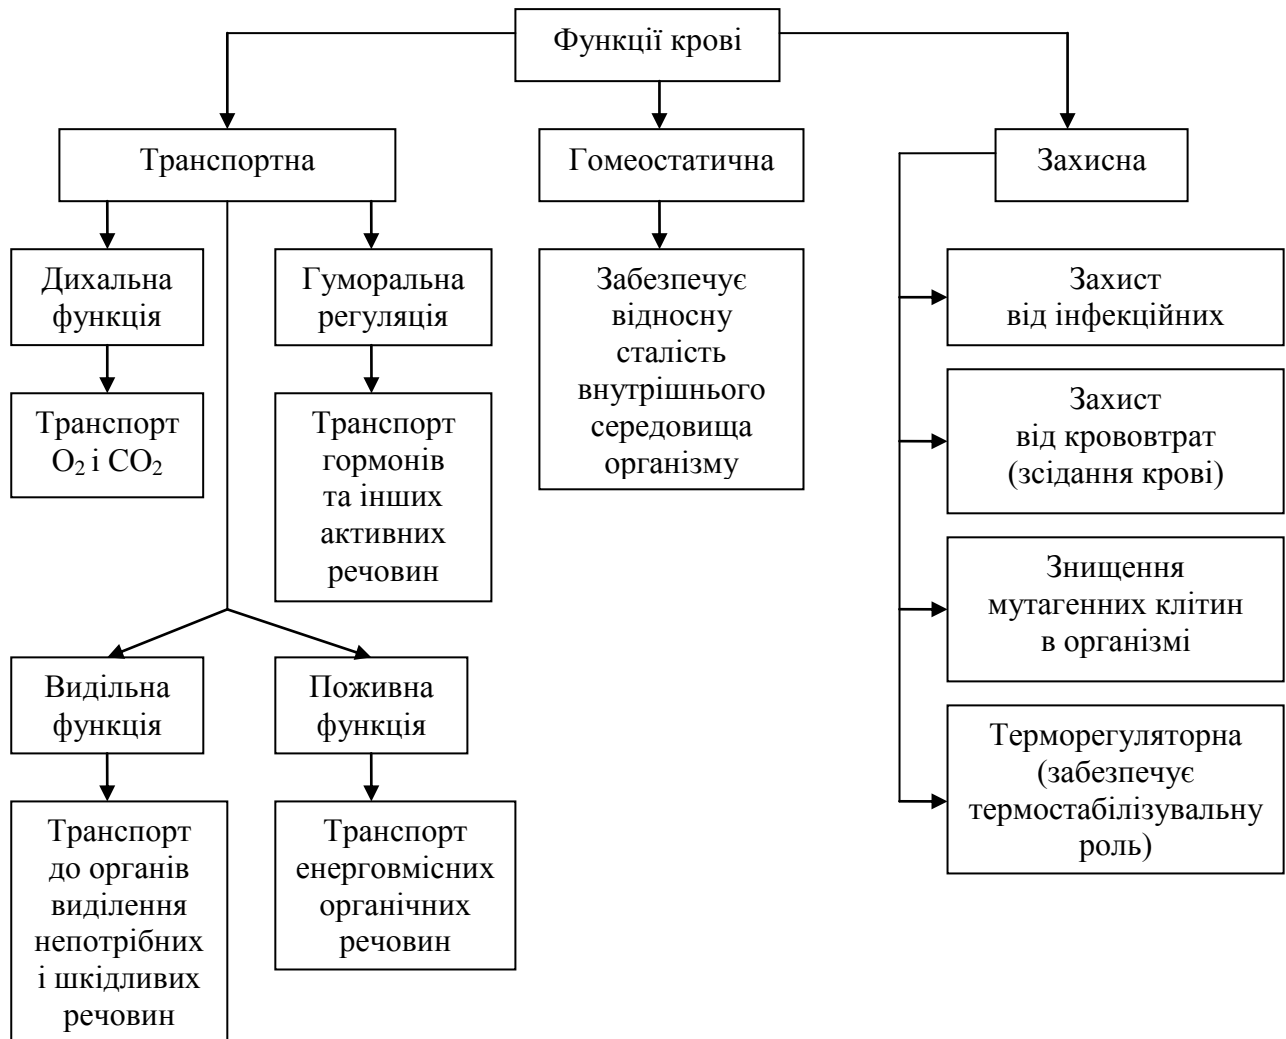 Функції крові
Транспортна
Гомеостатична
Захисна
Дихальна
функція
Гуморальна
регуляція
Забезпечує
відносну
сталість
внутрішнього
середовища
організму
Захист
від інфекційних
Транспорт
O₂ і CO₂
Транспорт
гормонів
та інших
активних
речовин
Захист
від крововтрат
(зсідання крові)
Знищення
мутагенних клітин
в організмі
Видільна
функція
Поживна
функція
Терморегуляторна
(забезпечує
термостабілізувальну
роль)
Транспорт
до органів
виділення
непотрібних
і шкідливих
речовин
Транспорт
енерговмісних
органічних
речовин